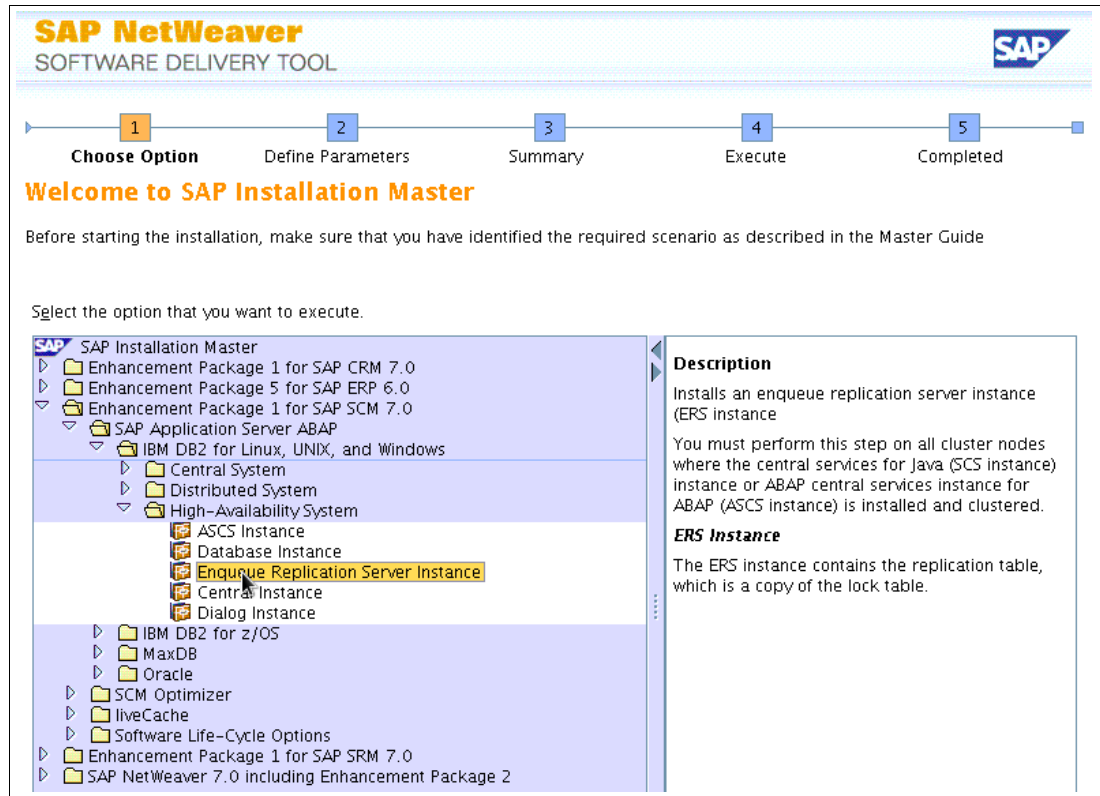 SAP NetWeaver
SOFTWARE DELIVERY TOOL
SAP
1
2
3
4
5
Choose Option
Define Parameters
Summary
Execute
Completed
Welcome to SAP Installation Master
Before starting the installation, make sure that you have identified the required scenario as described in the Master Guide
Select the option that you want to execute.
SAP SAP Installation Master
Enhancement Package 1 for SAP CRM 7.0
Enhancement Package 5 for SAP ERP 6.0
Enhancement Package 1 for SAP SCM 7.0
SAP Application Server ABAP
IBM DB2 for Linux, UNIX, and Windows
Central System
Distributed System
High-Availability System
ASCS Instance
Database Instance
Enqueue Replication Server Instance
Central Instance
Dialog Instance
IBM DB2 for z/OS
MaxDB
Oracle
SCM Optimizer
liveCache
Software Life-Cycle Options
Enhancement Package 1 for SAP SRM 7.0
SAP NetWeaver 7.0 including Enhancement Package 2
Description
Installs an enqueue replication server instance
(ERS instance
You must perform this step on all cluster nodes
where the central services for Java (SCS instance)
instance or ABAP central services instance for
ABAP (ASCS instance) is installed and clustered.
ERS Instance
The ERS instance contains the replication table,
which is a copy of the lock table.